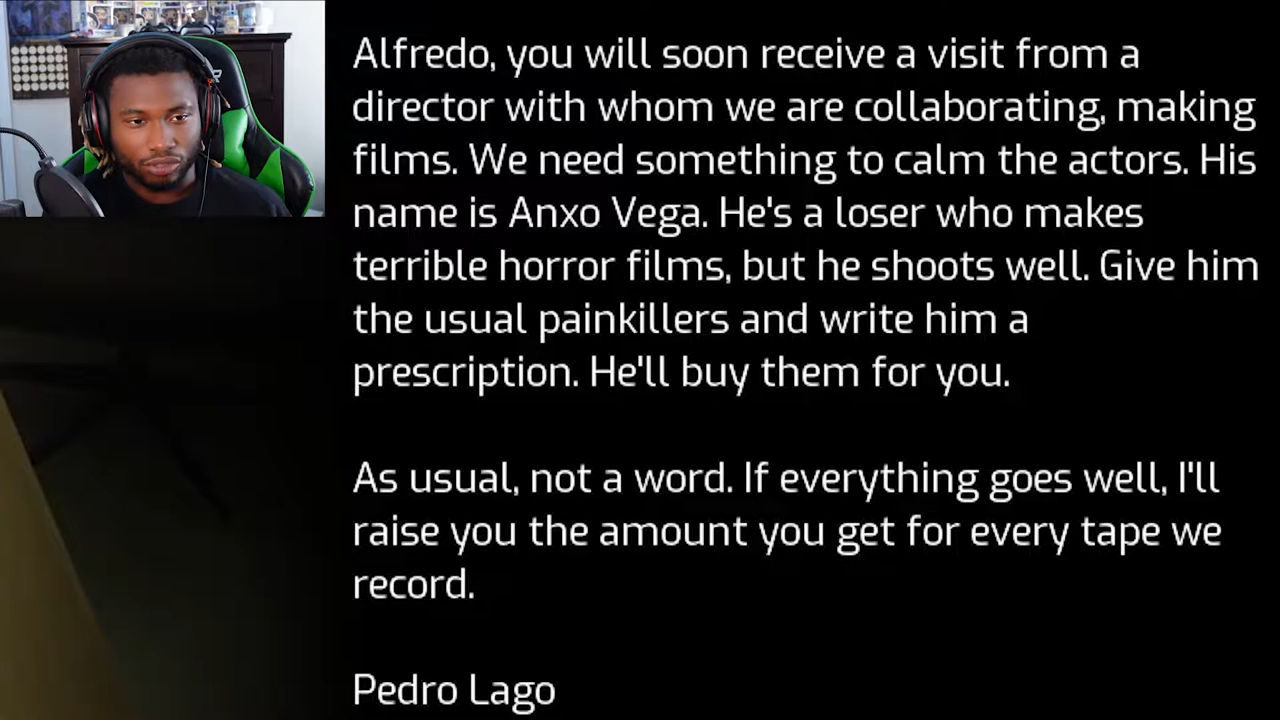 Alfredo, you will soon receive a visit from a
director with whom we are collaborating, making
films. We need something to calm the actors. His
name is Anxo Vega. He's a loser who makes
terrible horror films, but he shoots well. Give him
the usual painkillers and write him a
prescription. He'll buy them for you.
As usual, not a word. If everything goes well, I'll
raise you the amount you get for every tape we
record.
Pedro Lago